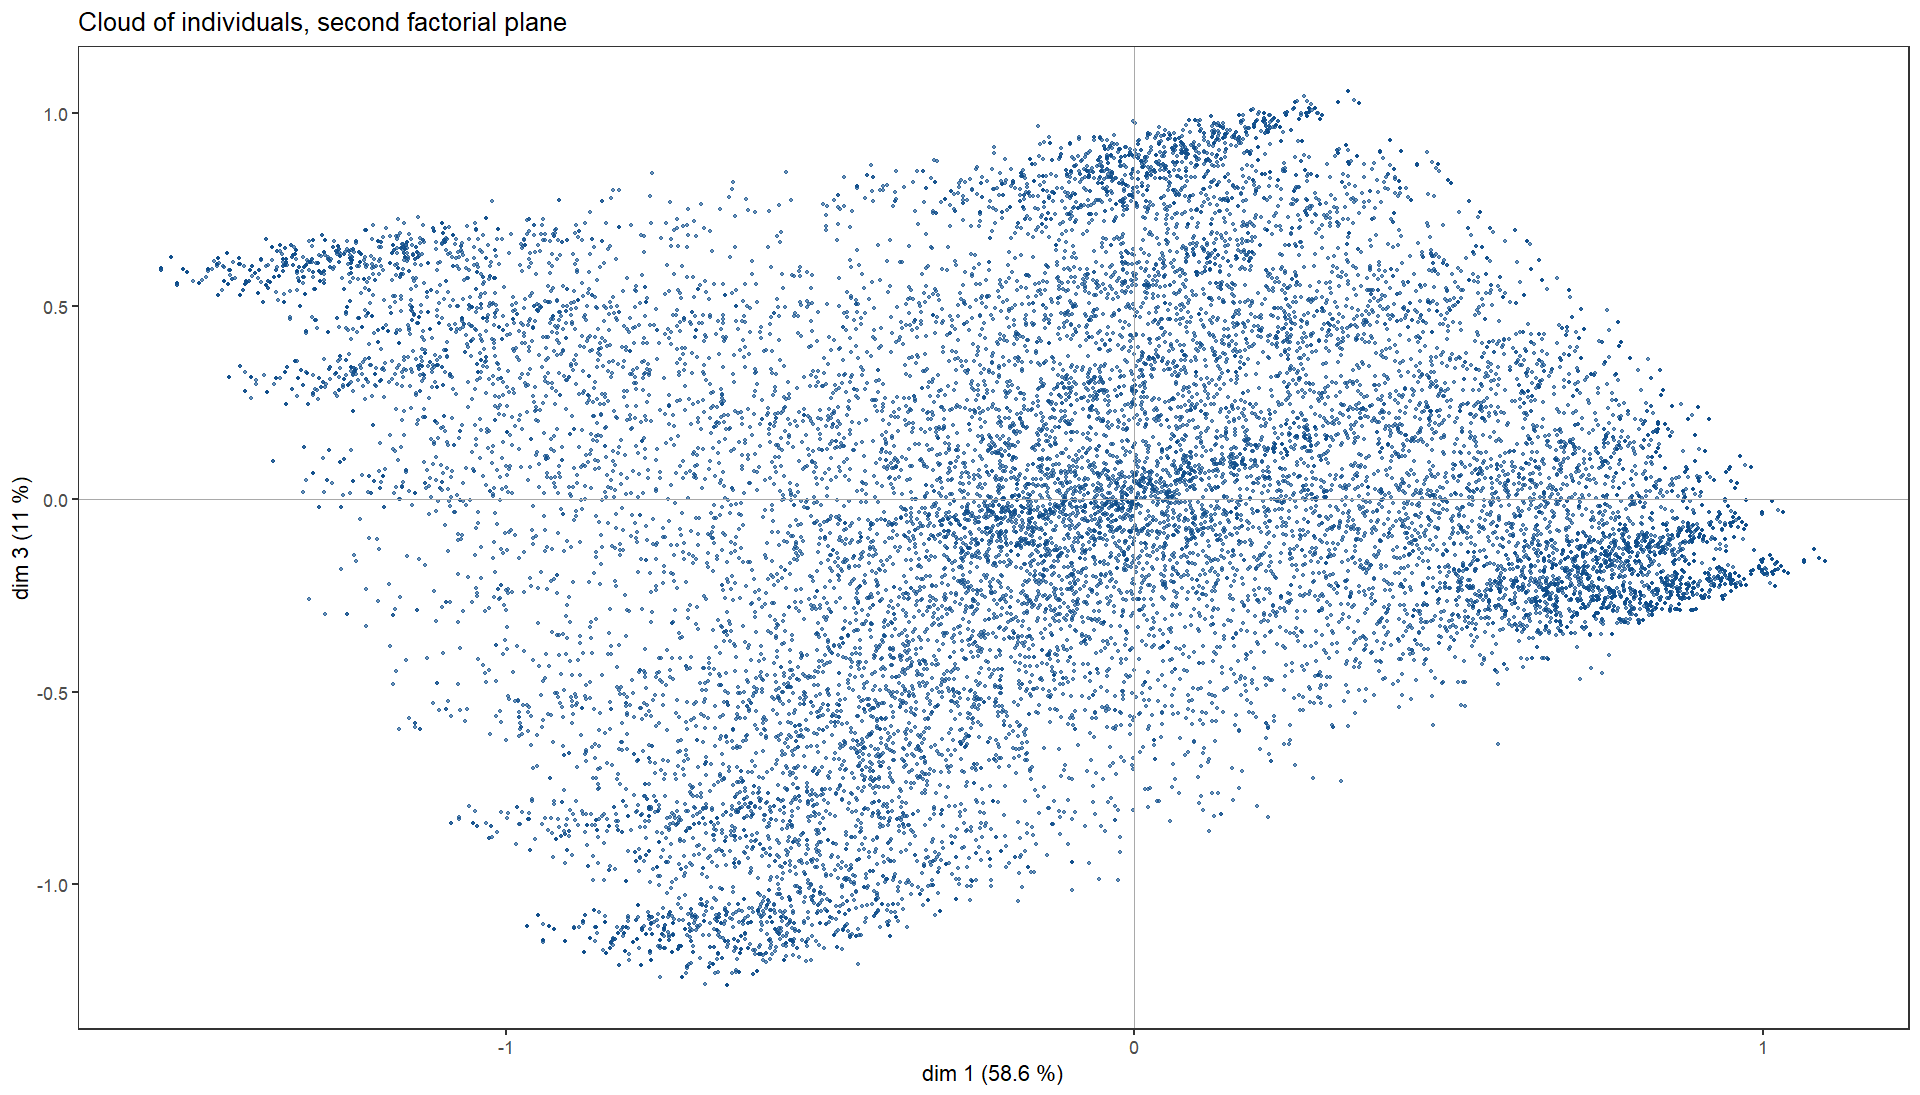 Cloud of individuals, second factorial plane
1.0
0.5
0.0
-0.5
-1.0
dim 3 (11 %)
-1
0
1
dim 1 (58.6 %)